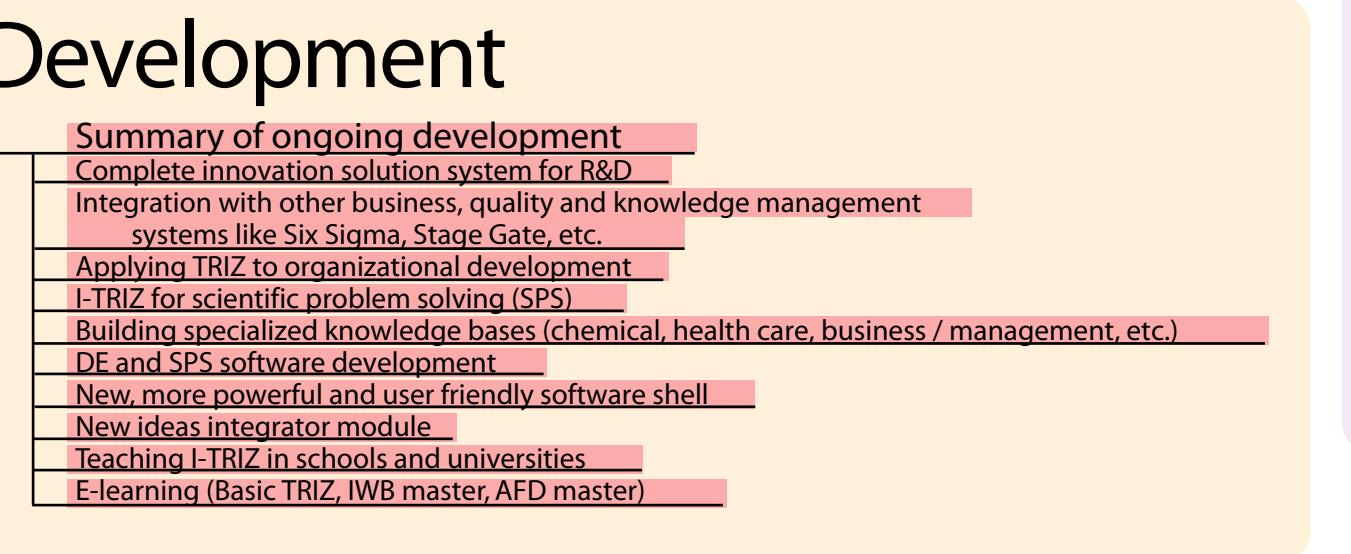 Development
Summary of ongoing development
Complete innovation solution system for R&D
Integration with other business, quality and knowledge management
systems like Six Sigma, Stage Gate, etc.
Applying TRIZ to organizational development
I-TRIZ for scientific problem solving (SPS)
Building specialized knowledge bases (chemical, health care, business / management, etc.)
DE and SPS software development
New, more powerful and user friendly software shell
New ideas integrator module
Teaching I-TRIZ in schools and universities
E-learning (Basic TRIZ, IWB master, AFD master)